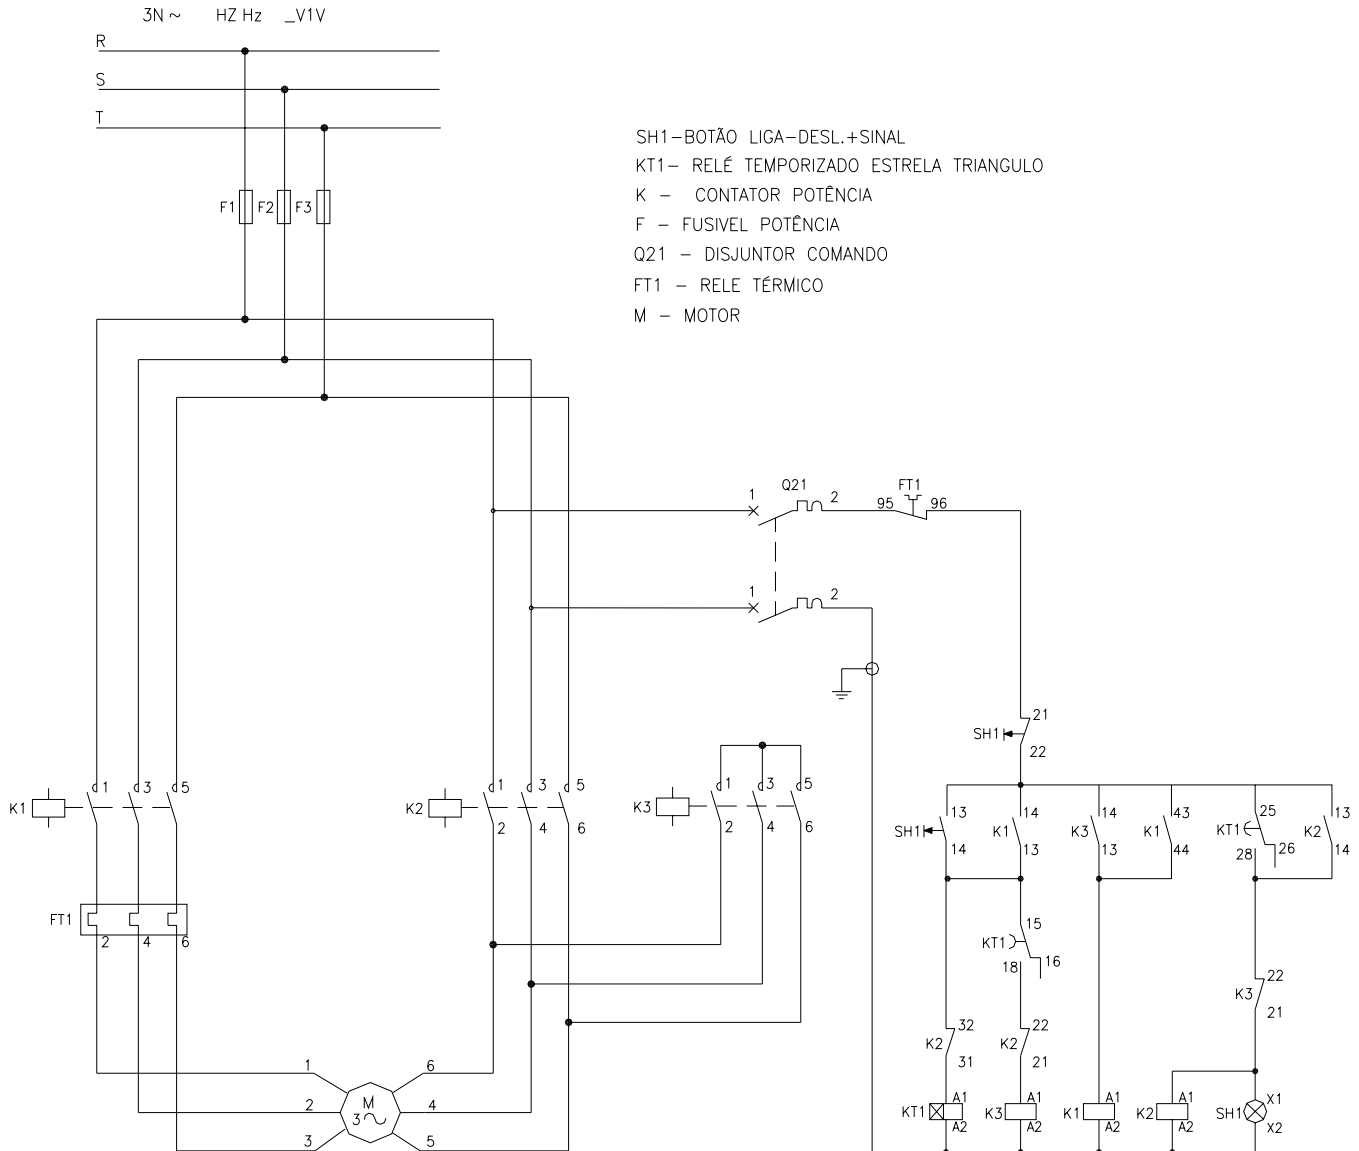 3N ~ HZ Hz _V1V
R
S
T
F1 F2 F3
SH1-BOTÃO LIGA-DESL.+SINAL
KT1- RELÉ TEMPORIZADO ESTRELA TRIANGULO
K - CONTATOR POTÊNCIA
F - FUSIVEL POTÊNCIA
Q21 - DISJUNTOR COMANDO
FT1 - RELE TÉRMICO
M - MOTOR
1 Q21 2 95 FT1 96
1 2
SH1 21
22
K1 1 3 5
K2 1 3 5
2 4 6
K3 1 3 5
2 4 6
SH1 13
14
K1 14
13
K3 14
13
K1 43
44
KT1 25
28 26
K2 13
14
FT1
2 4 6
KT1 15
18 16
K2 32
31
K2 22
21
K3 22
21
1 6
2 M 4
3~
3 5
KT1 A1
A2
K3 A1
A2
K1 A1
A2
K2 A1
A2
SH1 X1
X2